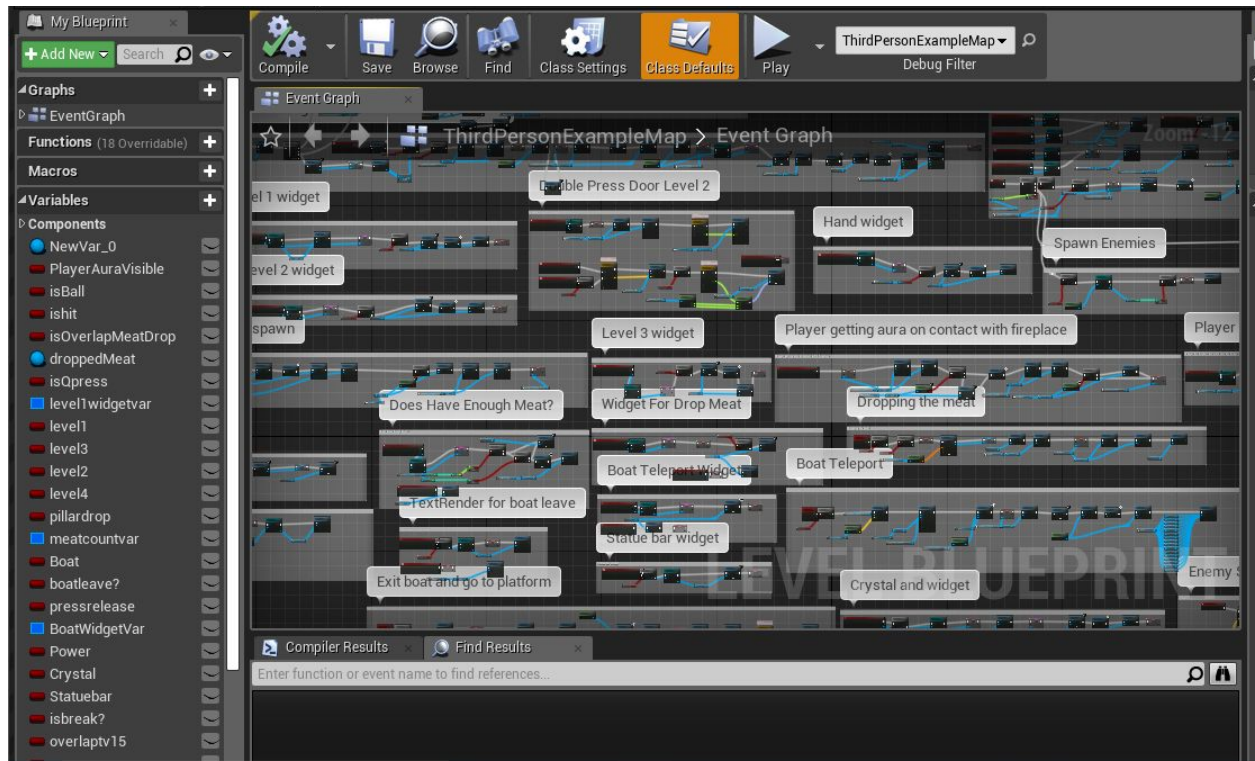 My Blueprint
Add New
Search
Graphs
EventGraph
Functions (18 Overridable)
Macros
Variables
Components
NewVar_0
PlayerAuraVisible
isBall
ishit
isOverlapMeatDrop
droppedMeat
isQpress
level1widgetvar
level1
level3
level2
level4
pillardrop
meatcountvar
Boat
boatleave?
pressrelease
BoatWidgetVar
Power
Crystal
Statuebar
isbreak?
overlaptv15
Compile
Save
Browse
Find
Class Settings
Class Defaults
Play
ThirdPersonExampleMap
Debug Filter
Event Graph
ThirdPersonExampleMap > Event Graph
Zoom -12
el 1 widget
Double Press Door Level 2
Hand widget
Spawn Enemies
evel 2 widget
spawn
Level 3 widget
Player getting aura on contact with fireplace
Player
Does Have Enough Meat?
Widget For Drop Meat
Dropping the meat
Boat Teleport Widget
Boat Teleport
TextRender for boat leave
Statue bar widget
Exit boat and go to platform
Crystal and widget
Enemy S
LEVEL BLUEPRINT
Compiler Results
Find Results
Enter function or event name to find references...